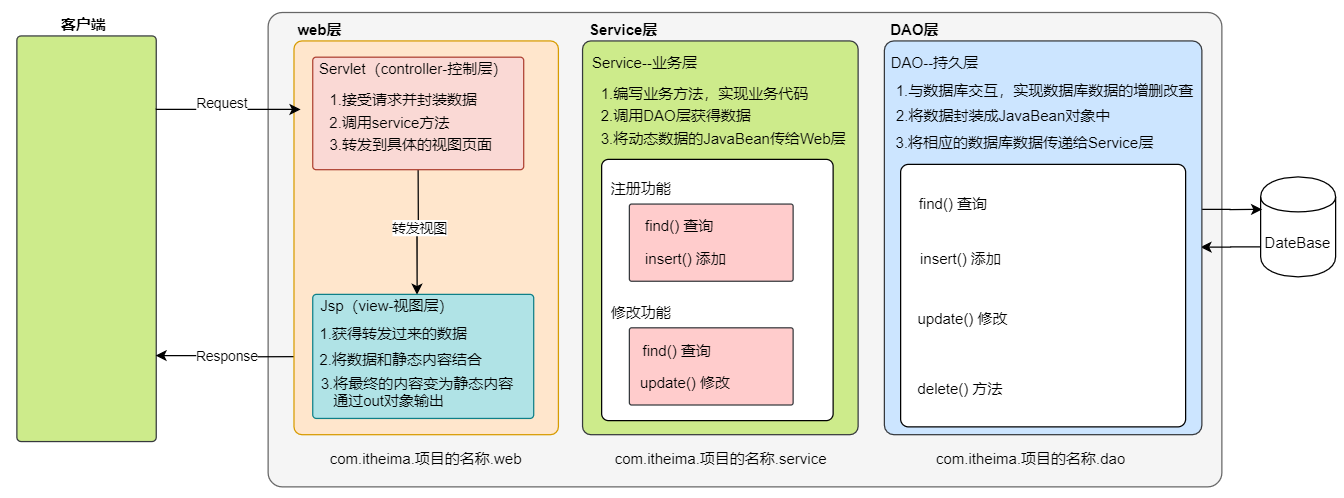 客户端
Request
Response
web层
Servlet（controller-控制层）
1.接受请求并封装数据
2.调用service方法
3.转发到具体的视图页面
转发视图
Jsp（view-视图层）
1.获得转发过来的数据
2.将数据和静态内容结合
3.将最终的内容变为静态内容
通过out对象输出
com.itheima.项目的名称.web
Service层
Service--业务层
1.编写业务方法，实现业务代码
2.调用DAO层获得数据
3.将动态数据的JavaBean传给Web层
注册功能
find() 查询
insert() 添加
修改功能
find() 查询
update() 修改
com.itheima.项目的名称.service
DAO层
DAO--持久层
1.与数据库交互，实现数据库数据的增删改查
2.将数据封装成JavaBean对象中
3.将相应的数据库数据传递给Service层
find() 查询
insert() 添加
update() 修改
delete() 方法
com.itheima.项目的名称.dao
DateBase